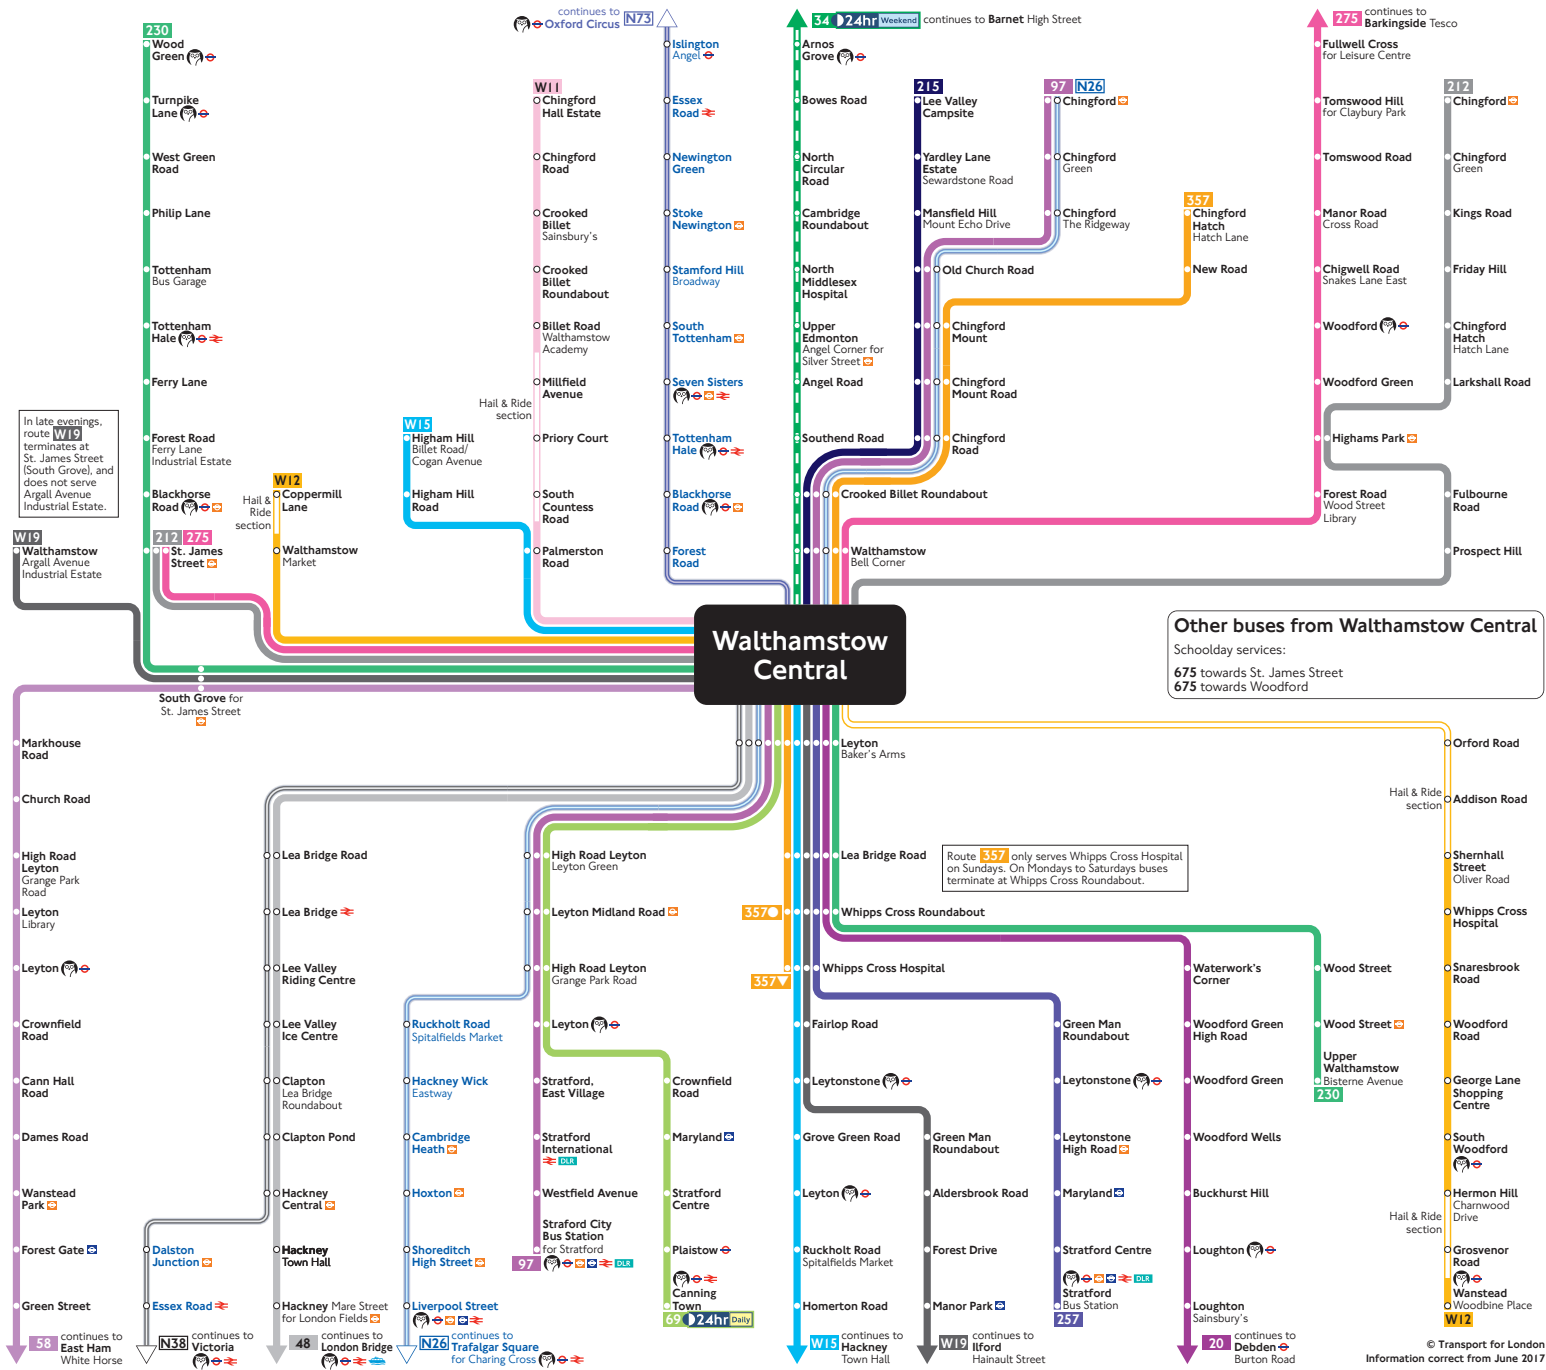 230
Wood
Green
Turnpike
Lane
West Green
Road
Philip Lane
Tottenham
Bus Garage
Tottenham
Hale
Ferry Lane
Forest Road
Ferry Lane
Industrial Estate
Blackhorse
Road
212 275
St. James
Street
In late evenings,
route W19
terminates at
St. James Street
(South Grove), and
does not serve
Argall Avenue
Industrial Estate.
W19
Walthamstow
Argall Avenue
Industrial Estate
W12
Coppermill
Lane
Hail &
Ride
section
Walthamstow
Market
W15
Higham Hill
Billet Road/
Cogan Avenue
Higham Hill
Road
W11
Chingford
Hall Estate
Chingford
Road
Crooked
Billet
Sainsbury's
Crooked
Billet
Roundabout
Billet Road
Walthamstow
Academy
Millfield
Avenue
Hail & Ride
section
Priory Court
South
Countess
Road
Palmerston
Road
continues to
Oxford Circus N73
Islington
Angel
Essex
Road
Newington
Green
Stoke
Newington
Stamford Hill
Broadway
South
Tottenham
Seven Sisters
Tottenham
Hale
Blackhorse
Road
Forest
Road
34 24hr Weekend continues to Barnet High Street
Arnos
Grove
Bowes Road
North
Circular
Road
Cambridge
Roundabout
North
Middlesex
Hospital
Upper
Edmonton
Angel Corner for
Silver Street
Angel Road
Southend Road
Crooked Billet Roundabout
Walthamstow
Bell Corner
215
Lee Valley
Campsite
Yardley Lane
Estate
Sewardstone Road
Mansfield Hill
Mount Echo Drive
97 N26
Chingford
Chingford
Green
Chingford
The Ridgeway
Old Church Road
Chingford
Mount
Chingford
Mount Road
Chingford
Road
357
Chingford
Hatch
Hatch Lane
New Road
275 continues to
Barkingside Tesco
Fullwell Cross
for Leisure Centre
Tomswood Hill
for Claybury Park
Tomswood Road
Manor Road
Cross Road
Chigwell Road
Snakes Lane East
Woodford
Woodford Green
Highams Park
Forest Road
Wood Street
Library
212
Chingford
Chingford
Green
Kings Road
Friday Hill
Chingford
Hatch
Hatch Lane
Larkshall Road
Fulbourne
Road
Prospect Hill
Walthamstow
Central
Other buses from Walthamstow Central
Schoolday services:
675 towards St. James Street
675 towards Woodford
South Grove for
St. James Street
Markhouse
Road
Church Road
High Road
Leyton
Grange Park
Road
Leyton
Library
Leyton
Crownfield
Road
Cann Hall
Road
Dames Road
Wanstead
Park
Forest Gate
Green Street
58 continues to
East Ham
White Horse
Lea Bridge Road
Lea Bridge
Lee Valley
Riding Centre
Lee Valley
Ice Centre
Clapton
Lea Bridge
Roundabout
Clapton Pond
Hackney
Central
Dalston
Junction
Essex Road
N38 continues to
Victoria
Hackney
Town Hall
Hackney Mare Street
for London Fields
48 continues to
London Bridge
Ruckholt Road
Spitalfields Market
Hackney Wick
Eastway
Cambridge
Heath
Hoxton
Shoreditch
High Street
Liverpool Street
N26 continues to
Trafalgar Square
for Charing Cross
High Road Leyton
Leyton Green
Leyton Midland Road
High Road Leyton
Grange Park Road
Leyton
Stratford,
East Village
Stratford
International
DLR
Westfield Avenue
Straford City
Bus Station
for Stratford
97 DLR
Crownfield
Road
Maryland
Stratford
Centre
Plaistow
Canning
Town
69 24hr Daily
Leyton
Baker's Arms
Lea Bridge Road
Whipps Cross Roundabout
357
Whipps Cross Hospital
357
Route 357 only serves Whipps Cross Hospital
on Sundays. On Mondays to Saturdays buses
terminate at Whipps Cross Roundabout.
Fairlop Road
Leytonstone
Grove Green Road
Leyton
Ruckholt Road
Spitalfields Market
Homerton Road
W15 continues to
Hackney
Town Hall
Green Man
Roundabout
Aldersbrook Road
Forest Drive
Manor Park
W19 continues to
Ilford
Hainault Street
Green Man
Roundabout
Leytonstone
Leytonstone
High Road
Maryland
Stratford Centre
DLR
Stratford
Bus Station
257
Waterwork's
Corner
Woodford Green
High Road
Woodford Green
Woodford Wells
Buckhurst Hill
Loughton
Loughton
Sainsbury's
20 continues to
Debden
Burton Road
Wood Street
Wood Street
Upper
Walthamstow
Bisterne Avenue
230
Orford Road
Hail & Ride
section
Addison Road
Shernhall
Street
Oliver Road
Whipps Cross
Hospital
Snaresbrook
Road
Woodford
Road
George Lane
Shopping
Centre
South
Woodford
Hermon Hill
Charnwood
Drive
Hail & Ride
section
Grosvenor
Road
Wanstead
Woodbine Place
W12
© Transport for London
Information correct from June 2017